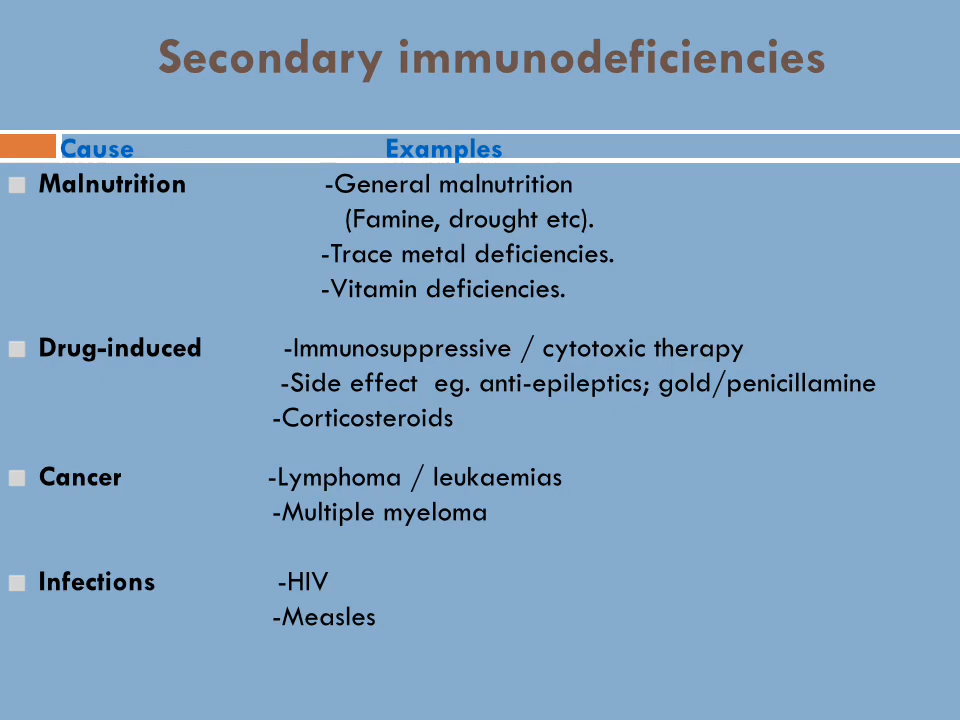 Secondary immunodeficiencies
Cause Examples
Malnutrition -General malnutrition
(Famine, drought etc).
-Trace metal deficiencies.
-Vitamin deficiencies.
Drug-induced -Immunosuppressive / cytotoxic therapy
-Side effect eg. anti-epileptics; gold/penicillamine
-Corticosteroids
Cancer -Lymphoma / leukaemias
-Multiple myeloma
Infections -HIV
-Measles